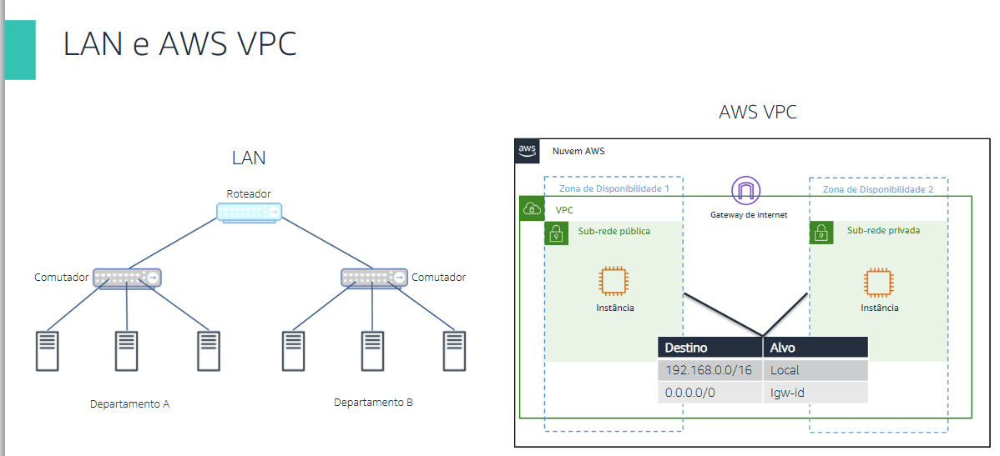 LAN e AWS VPC
LAN
Roteador
Comutador
Comutador
Departamento A
Departamento B
AWS VPC
aws
Nuvem AWS
Zona de Disponibilidade 1
Gateway de internet
Zona de Disponibilidade 2
VPC
Sub-rede pública
Sub-rede privada
Instância
Instância
Destino Alvo
192.168.0.0/16 Local
0.0.0.0/0 Igw-id